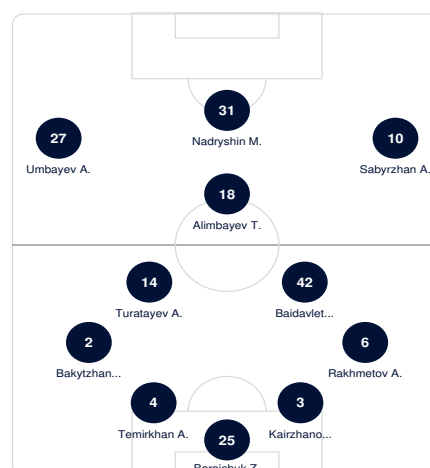 31
Nadryshin M.
27
Umbayev A.
10
Sabyrzhan A.
18
Alimbayev T.
14
Turatayev A.
42
Baidavlet...
2
Bakytzhan...
6
Rakhmetov A.
4
Temirkhan A.
3
Kairzhano...
25